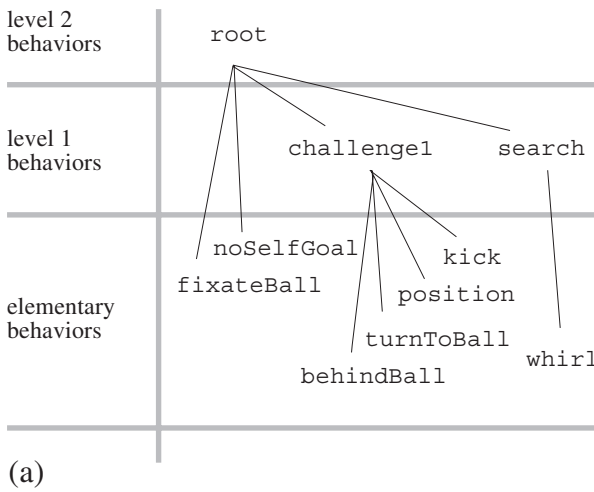 level 2
behaviors
root
level 1
behaviors
challenge1
search
elementary
behaviors
noSelfGoal
fixateBall
kick
position
turnToBall
behindBall
whirl
(a)